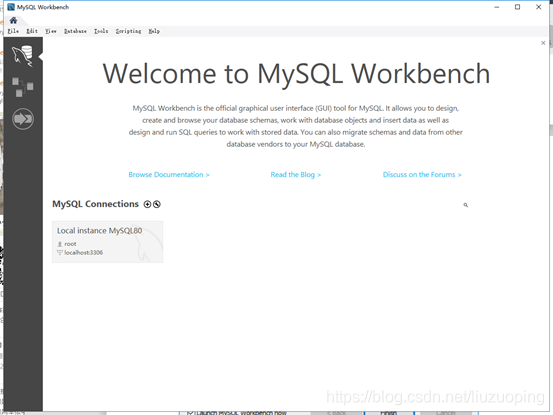 MySQL Workbench
File Edit View Database Tools Scripting Help
Welcome to MySQL Workbench
MySQL Workbench is the official graphical user interface (GUI) tool for MySQL. It allows you to design,
create and browse your database schemas, work with database objects and insert data as well as
design and run SQL queries to work with stored data. You can also migrate schemas and data from other
database vendors to your MySQL database.
Browse Documentation >
Read the Blog >
Discuss on the Forums >
MySQL Connections
Local instance MySQL80
root
localhost:3306
https://blog.csdn.net/liuzuoping
Launch MySQL Workbench now
< Back
Finish
Cancel